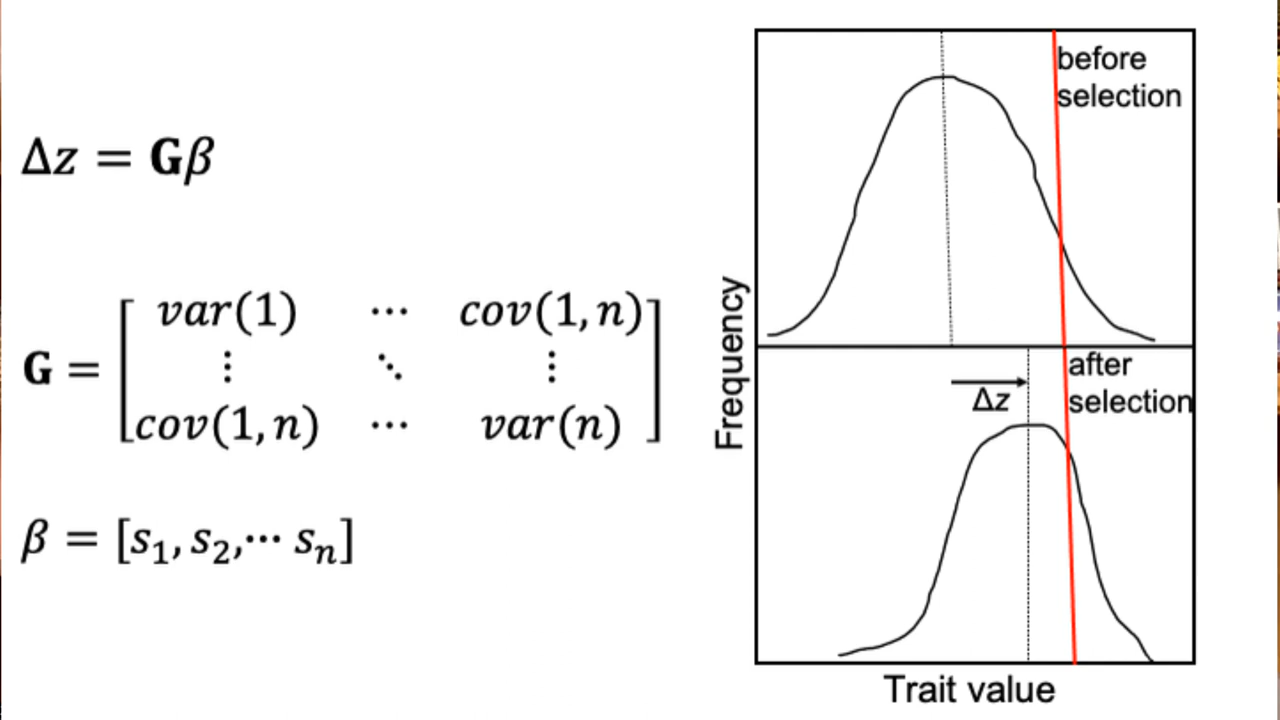 Δz = Gβ
G = [var(1) ⋯ cov(1, n)
⋮ ⋱ ⋮
cov(1, n) ⋯ var(n)]
β = [s₁, s₂,⋯ sₙ]
before
selection
Frequency
after
selection
Δz
Trait value